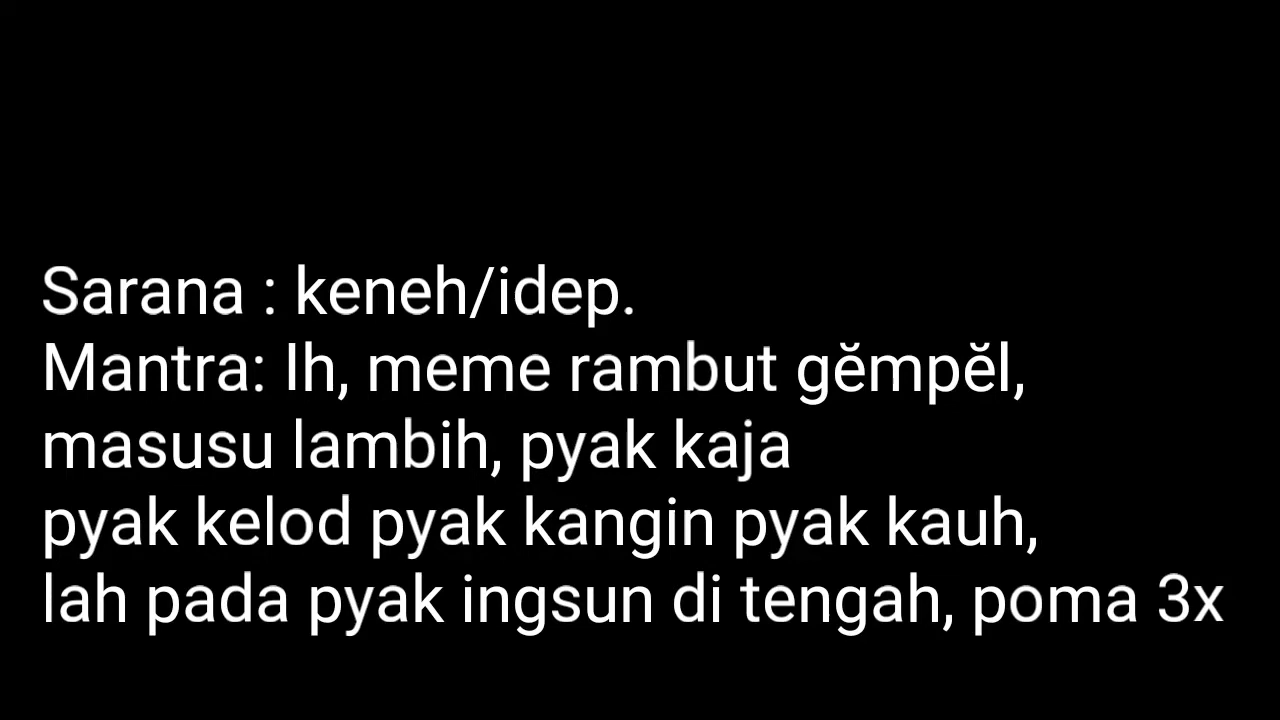 Sarana : keneh/idep.
Mantra: Ih, meme rambut gĕmpĕl,
masusu lambih, pyak kaja
pyak kelod pyak kangin pyak kauh,
lah pada pyak ingsun di tengah, poma 3x